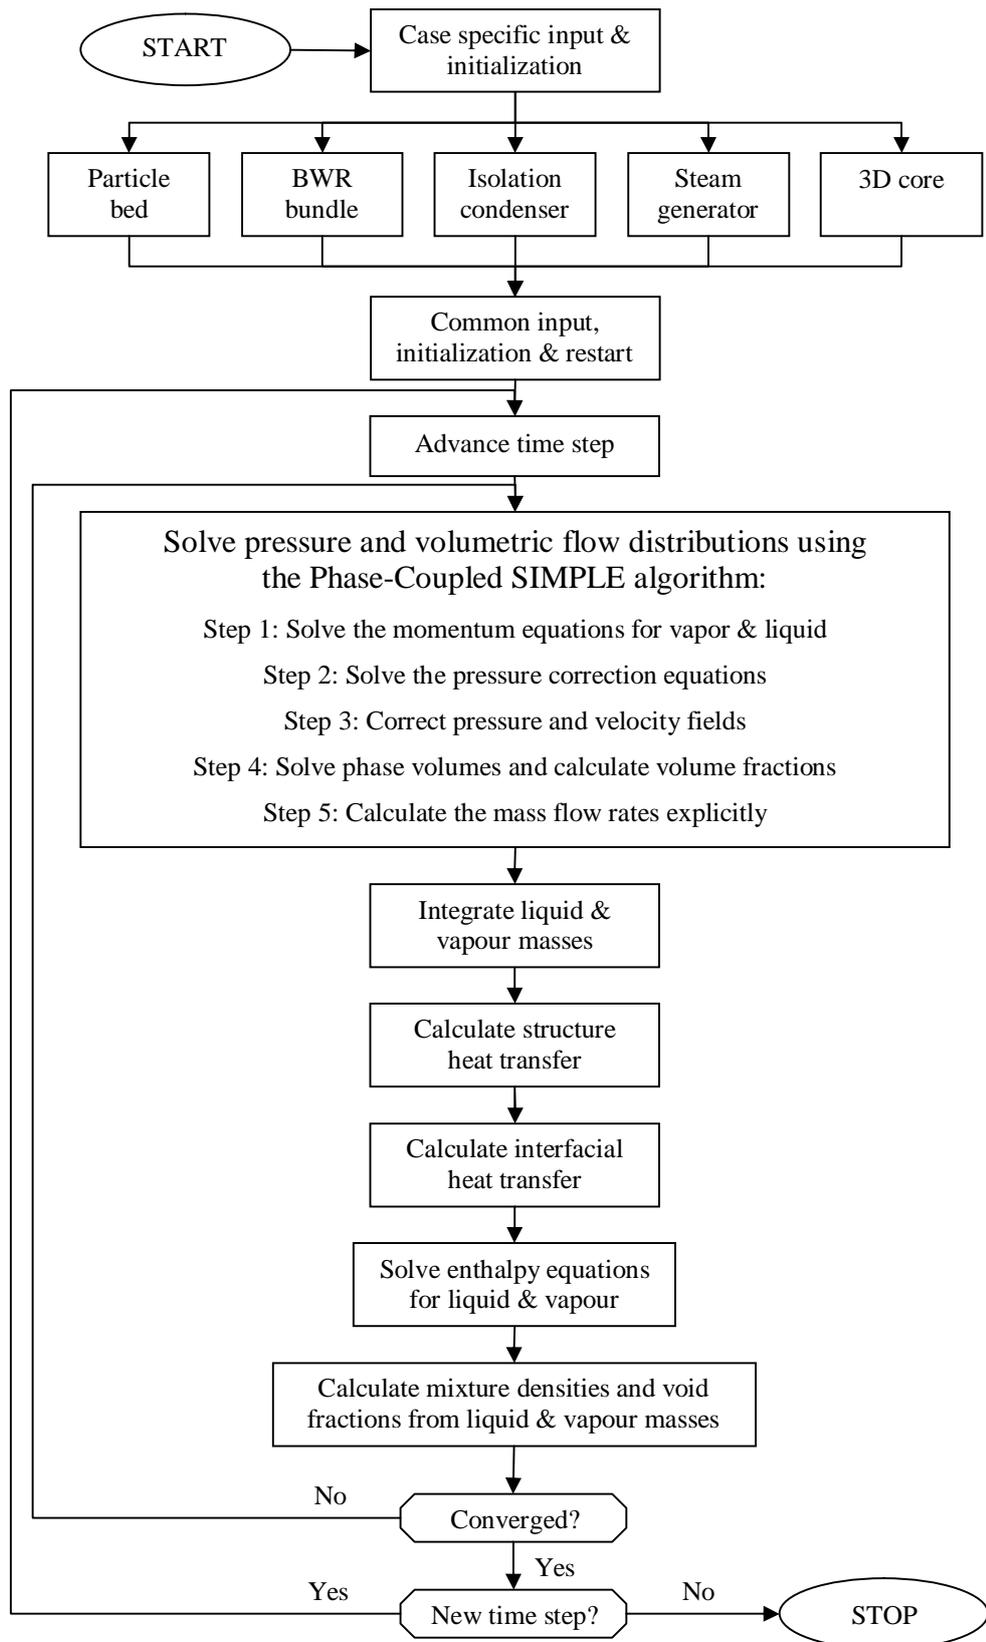 START
Case specific input &
initialization
Particle
bed
BWR
bundle
Isolation
condenser
Steam
generator
3D core
Common input,
initialization & restart
Advance time step
Solve pressure and volumetric flow distributions using
the Phase-Coupled SIMPLE algorithm:
Step 1: Solve the momentum equations for vapor & liquid
Step 2: Solve the pressure correction equations
Step 3: Correct pressure and velocity fields
Step 4: Solve phase volumes and calculate volume fractions
Step 5: Calculate the mass flow rates explicitly
Integrate liquid &
vapour masses
Calculate structure
heat transfer
Calculate interfacial
heat transfer
Solve enthalpy equations
for liquid & vapour
Calculate mixture densities and void
fractions from liquid & vapour masses
No
Converged?
Yes
Yes
New time step?
No
STOP